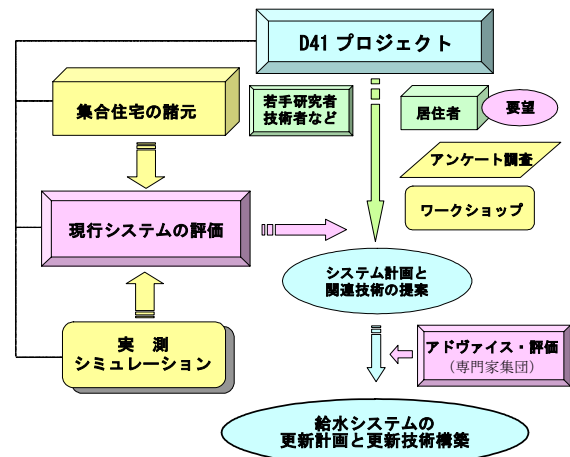 D41 プロジェクト
集合住宅の諸元
若手研究者
技術者など
居住者
要望
アンケート調査
ワークショップ
現行システムの評価
システム計画と
関連技術の提案
実　測
シミュレーション
アドヴァイス・評価
（専門家集団）
給水システムの
更新計画と更新技術構築